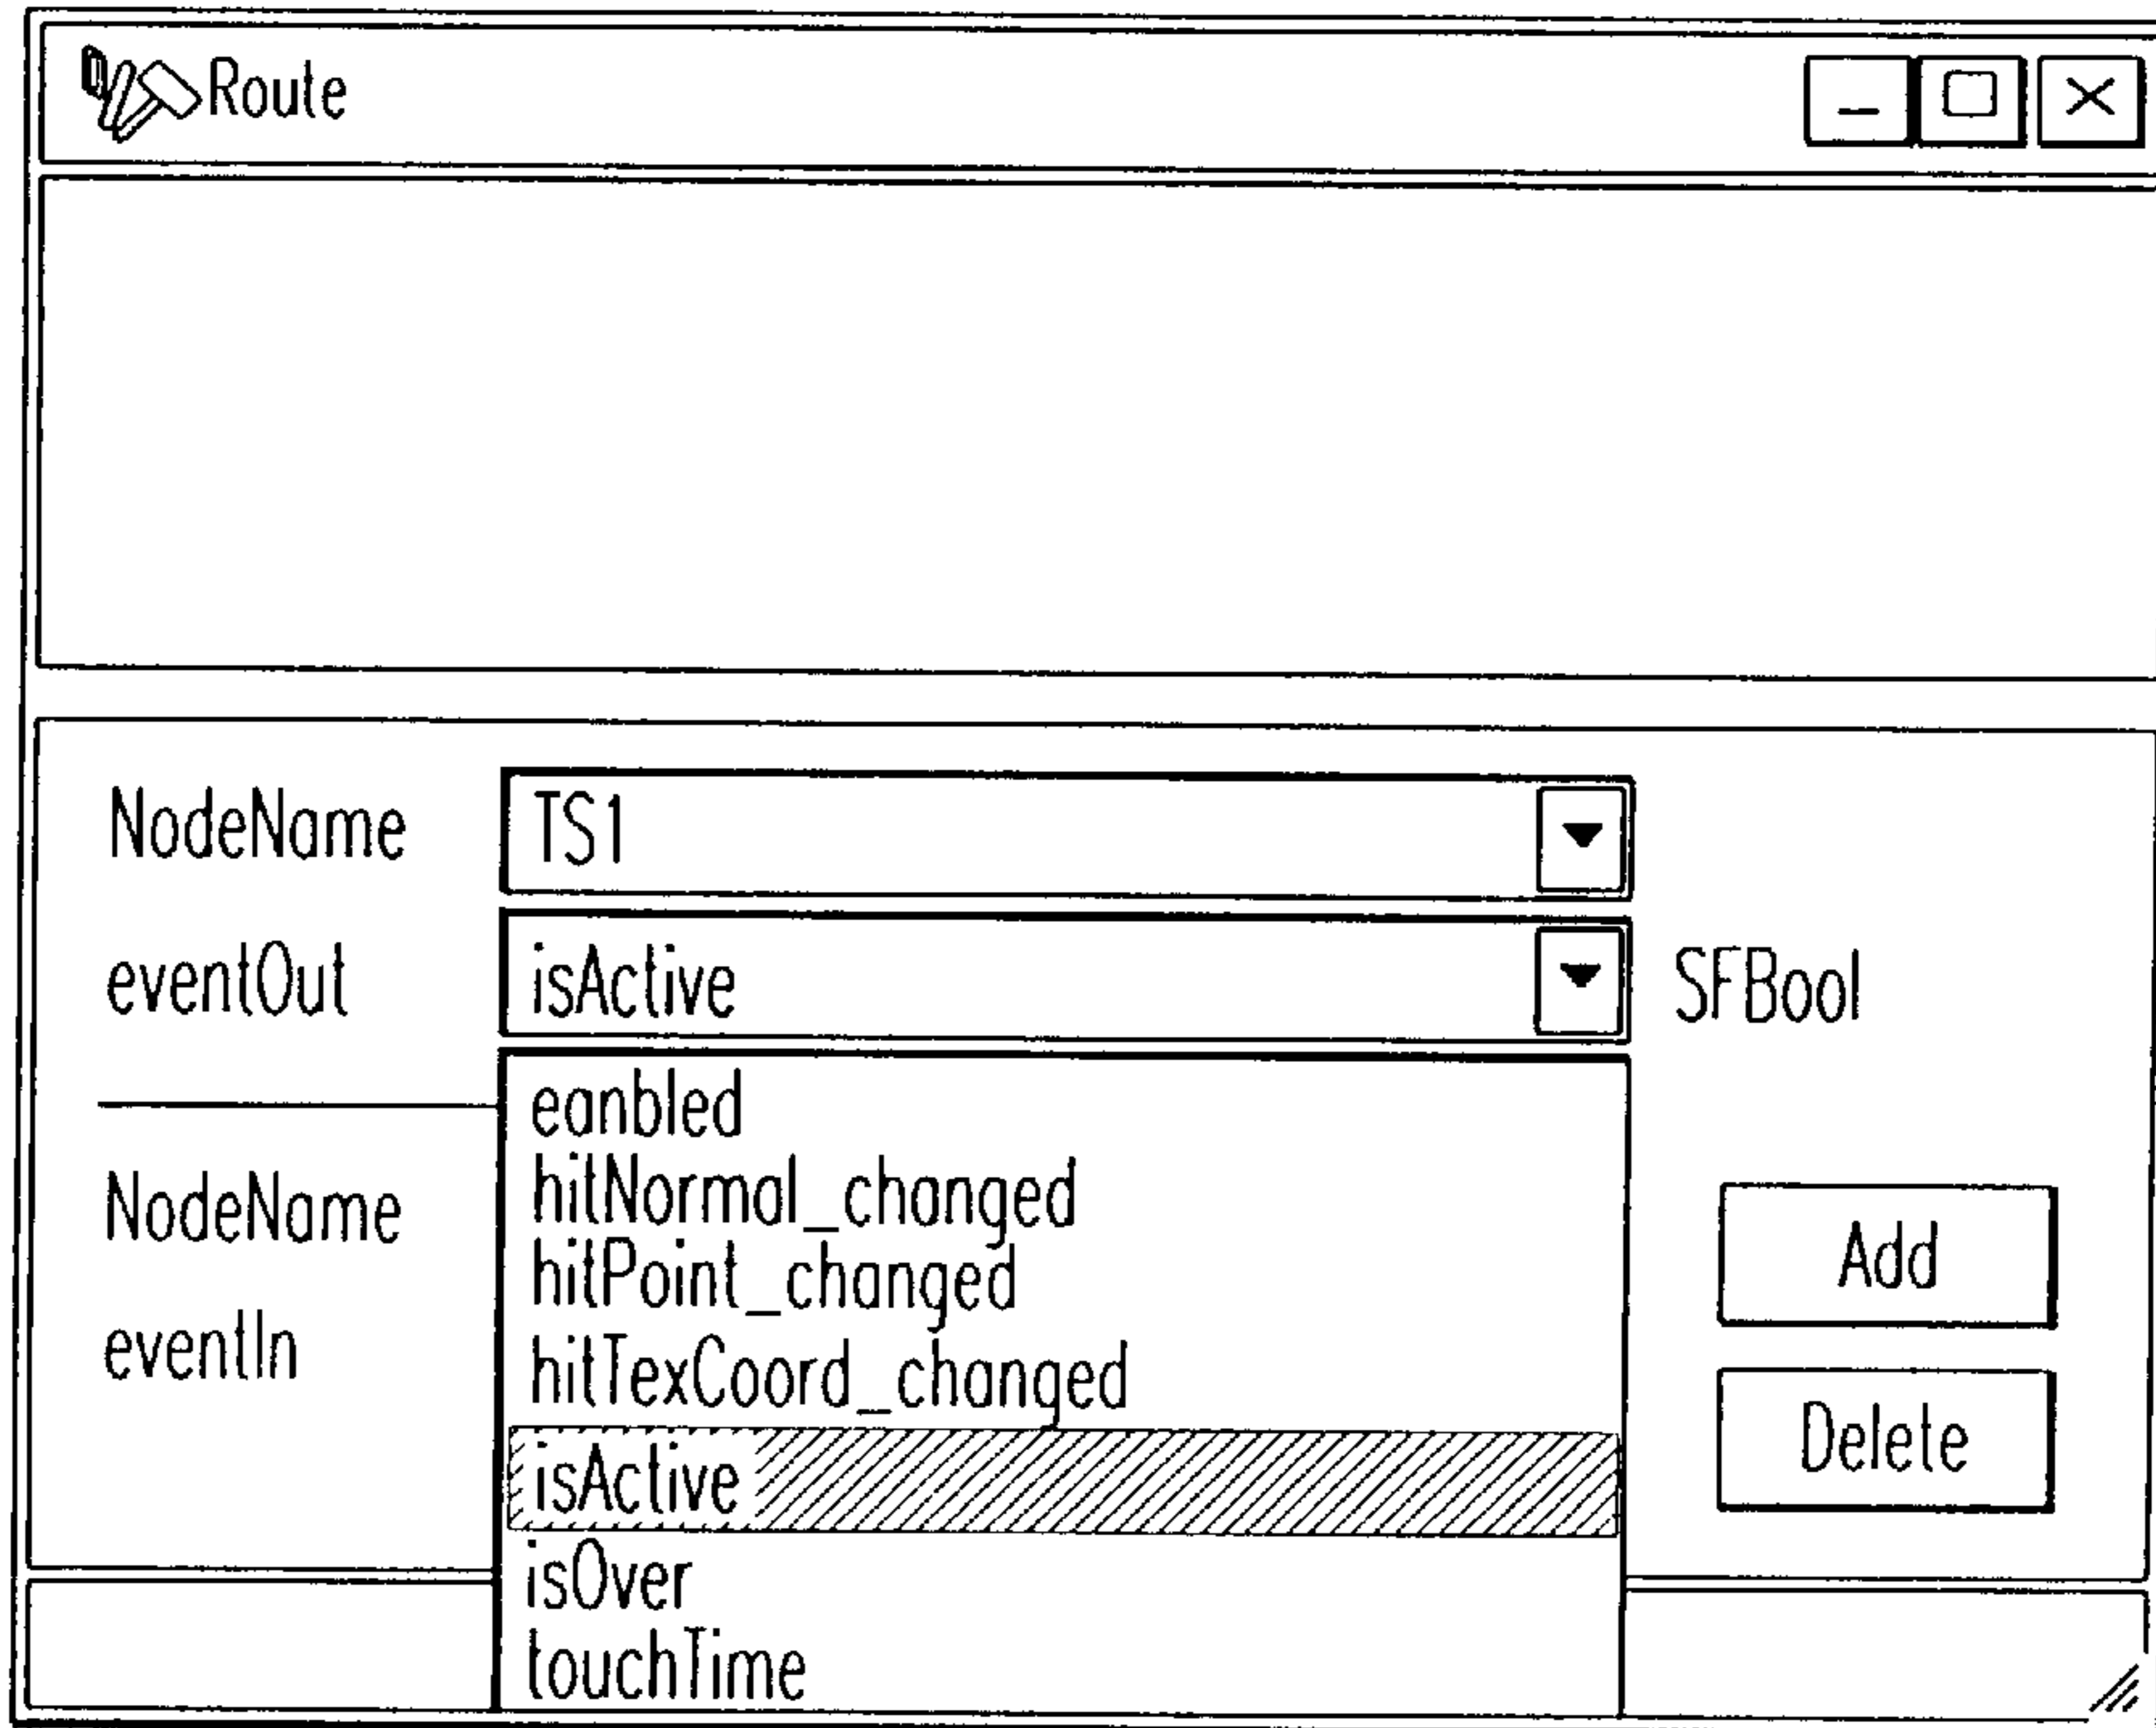 Route
NodeName TS1
eventOut isActive SFBool
eanbled
hitNormal_changed
NodeName
hitPoint_changed
Add
eventIn
hitTexCoord_changed
isActive
Delete
isOver
touchTime